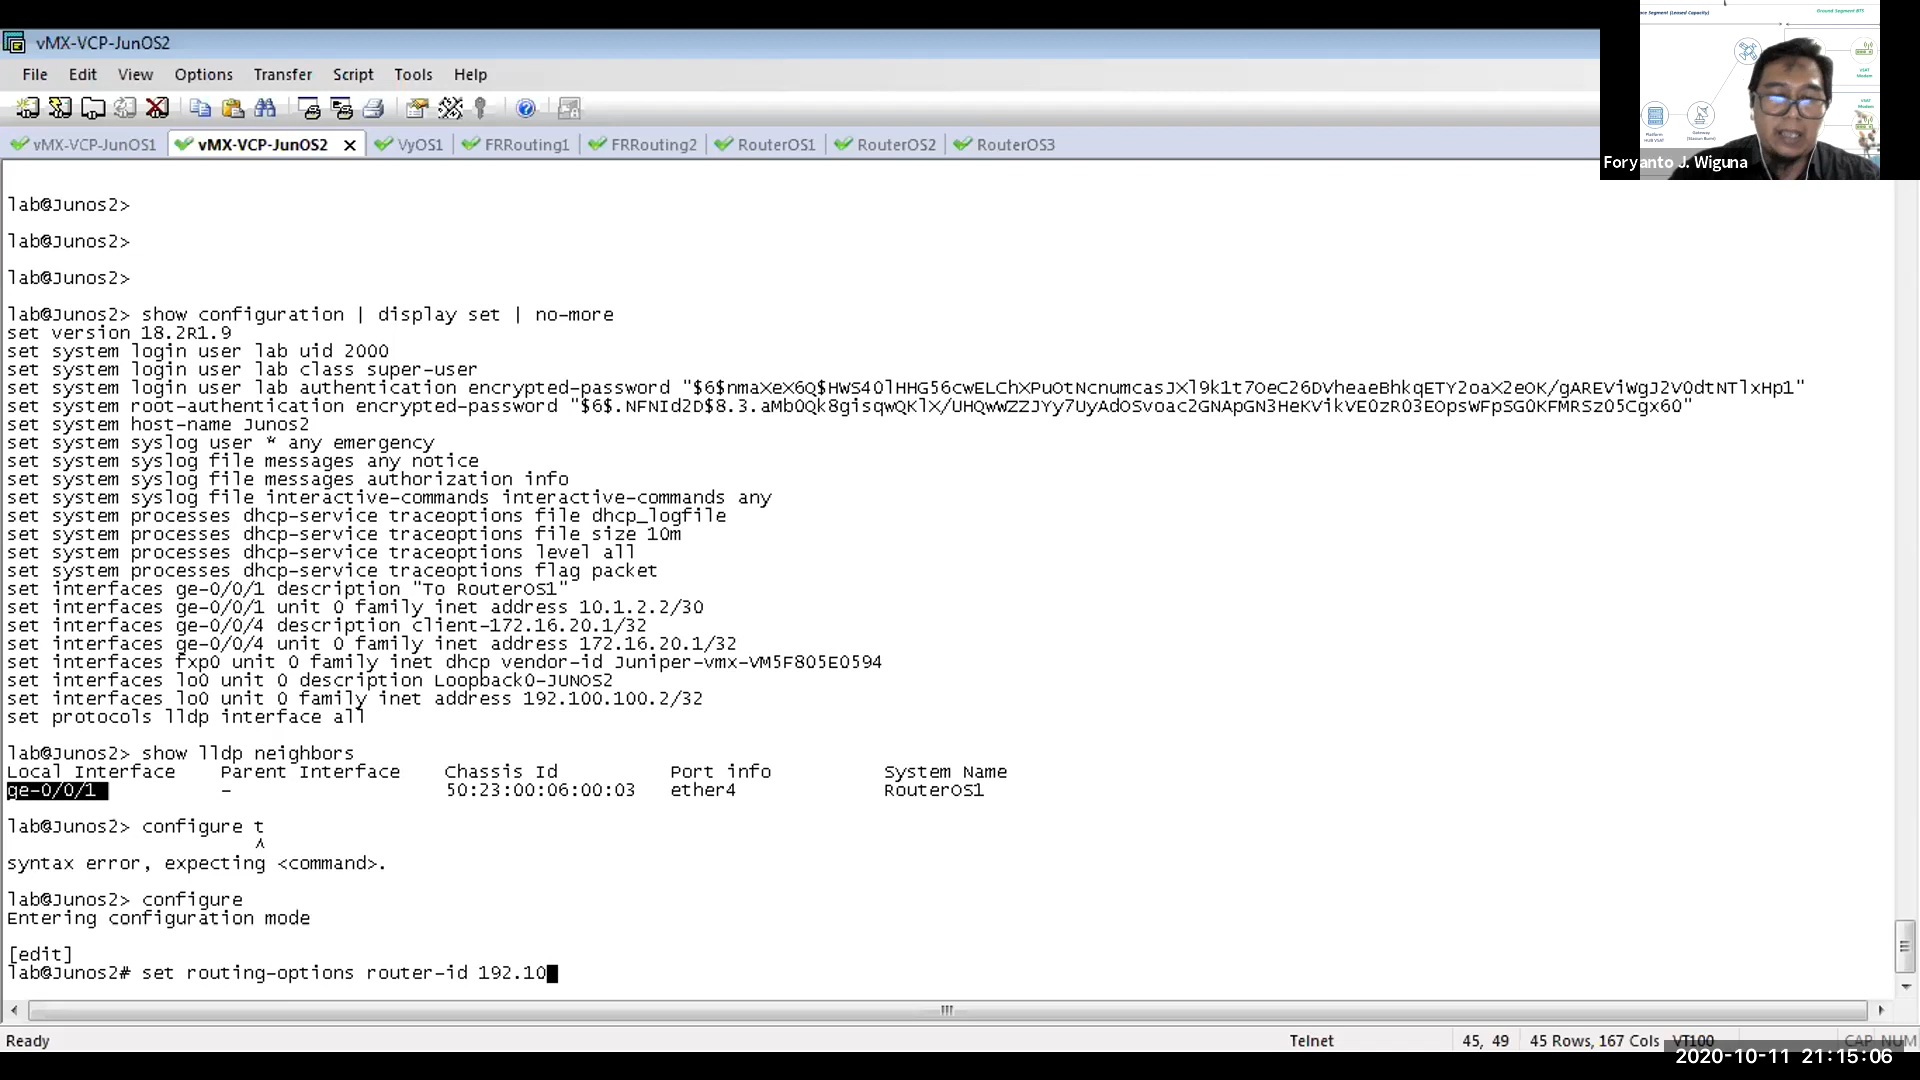 vMX-VCP-JunOS2
File Edit View Options Transfer Script Tools Help
vMX-VCP-JunOS1 vMX-VCP-JunOS2 VyOS1 FRRouting1 FRRouting2 RouterOS1 RouterOS2 RouterOS3
Ground Segment BTS
VSAT
Modem
VSAT
Gateway
Foryanto J. Wiguna
lab@Junos2>
lab@Junos2>
lab@Junos2>
lab@Junos2> show configuration | display set | no-more
set version 18.2R1.9
set system login user lab uid 2000
set system login user lab class super-user
set system login user lab authentication encrypted-password "$6$nmaXeX6Q$HWS4OlHHG56cwELChXPuOtNcnumcasJXl9k1t7OeC26DVheaeBhkqETY2oaX2eOK/gAREViWgJ2V0dtNTlxHp1"
set system root-authentication encrypted-password "$6$.NFNId2D$8.3.aMbOQk8gisqwQKlX/UHQwWZZJYy7UyAdOSvoac2GNApGN3HeKVikVEOzR03EOpsWFpSG0KFMRSz05Cgx60"
set system host-name Junos2
set system syslog user * any emergency
set system syslog file messages any notice
set system syslog file messages authorization info
set system syslog file interactive-commands interactive-commands any
set system processes dhcp-service traceoptions file dhcp_logfile
set system processes dhcp-service traceoptions file size 10m
set system processes dhcp-service traceoptions level all
set system processes dhcp-service traceoptions flag packet
set interfaces ge-0/0/1 description "To RouterOS1"
set interfaces ge-0/0/1 unit 0 family inet address 10.1.2.2/30
set interfaces ge-0/0/4 description client-172.16.20.1/32
set interfaces ge-0/0/4 unit 0 family inet address 172.16.20.1/32
set interfaces fxp0 unit 0 family inet dhcp vendor-id Juniper-vmx-VM5F805E0594
set interfaces lo0 unit 0 description Loopback0-JUNOS2
set interfaces lo0 unit 0 family inet address 192.100.100.2/32
set protocols lldp interface all
lab@Junos2> show lldp neighbors
Local Interface Parent Interface Chassis Id Port info System Name
ge-0/0/1 - 50:23:00:06:00:03 ether4 RouterOS1
lab@Junos2> configure t
^
syntax error, expecting <command>.
lab@Junos2> configure
Entering configuration mode
[edit]
lab@Junos2# set routing-options router-id 192.10
Ready Telnet 45, 49 45 Rows, 167 Cols VT100 CAP NUM
2020-10-11 21:15:06